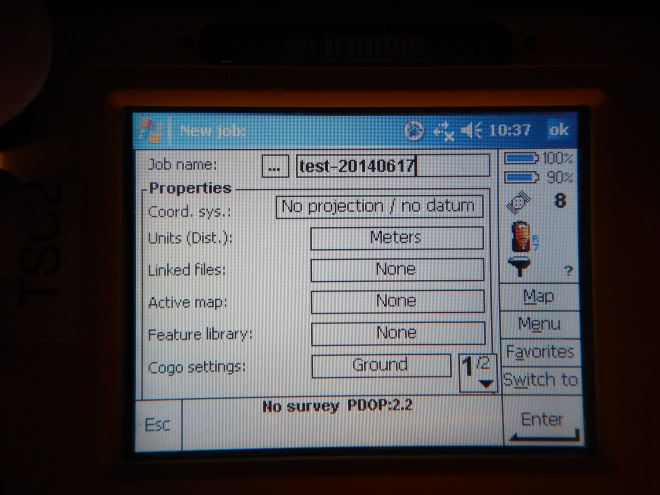 Trimble
New job:
10:37
ok
Job name:
...
test-20140617
100%
90%
Properties
Coord. sys.:
No projection / no datum
8
Units (Dist.):
Meters
R
7
Linked files:
None
?
Active map:
None
Map
Feature library:
None
Menu
Cogo settings:
Ground
1/2
Favorites
Switch to
No survey PDOP:2.2
Esc
Enter
TSC2